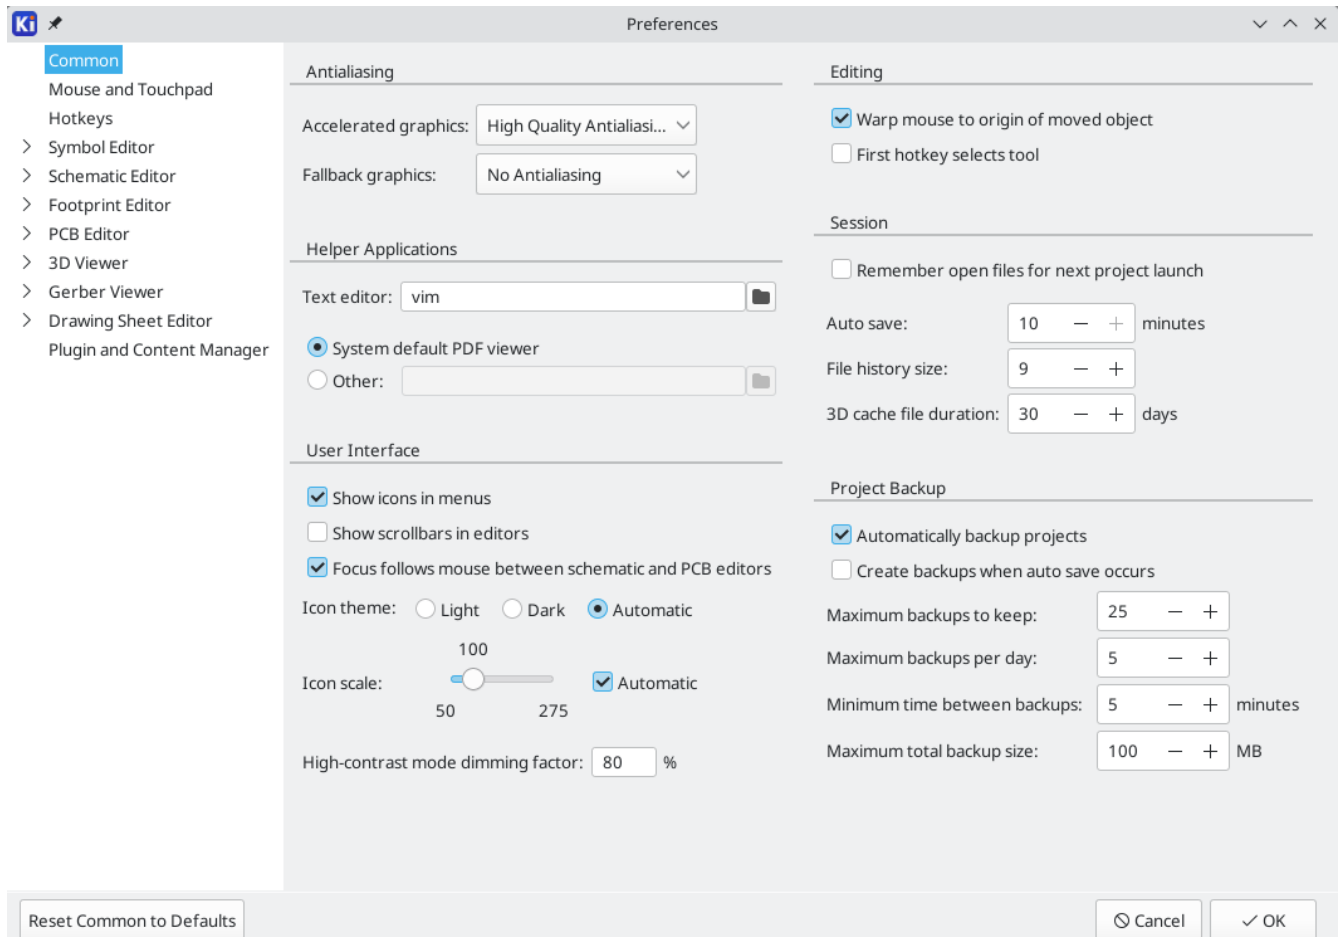 Ki
Preferences
Common
Mouse and Touchpad
Hotkeys
Symbol Editor
Schematic Editor
Footprint Editor
PCB Editor
3D Viewer
Gerber Viewer
Drawing Sheet Editor
Plugin and Content Manager
Antialiasing
Accelerated graphics: High Quality Antialiasi...
Fallback graphics: No Antialiasing
Helper Applications
Text editor: vim
System default PDF viewer
Other:
User Interface
Show icons in menus
Show scrollbars in editors
Focus follows mouse between schematic and PCB editors
Icon theme: Light Dark Automatic
100
Icon scale: Automatic
50 275
High-contrast mode dimming factor: 80 %
Editing
Warp mouse to origin of moved object
First hotkey selects tool
Session
Remember open files for next project launch
Auto save: 10 minutes
File history size: 9
3D cache file duration: 30 days
Project Backup
Automatically backup projects
Create backups when auto save occurs
Maximum backups to keep: 25
Maximum backups per day: 5
Minimum time between backups: 5 minutes
Maximum total backup size: 100 MB
Reset Common to Defaults
Cancel
OK